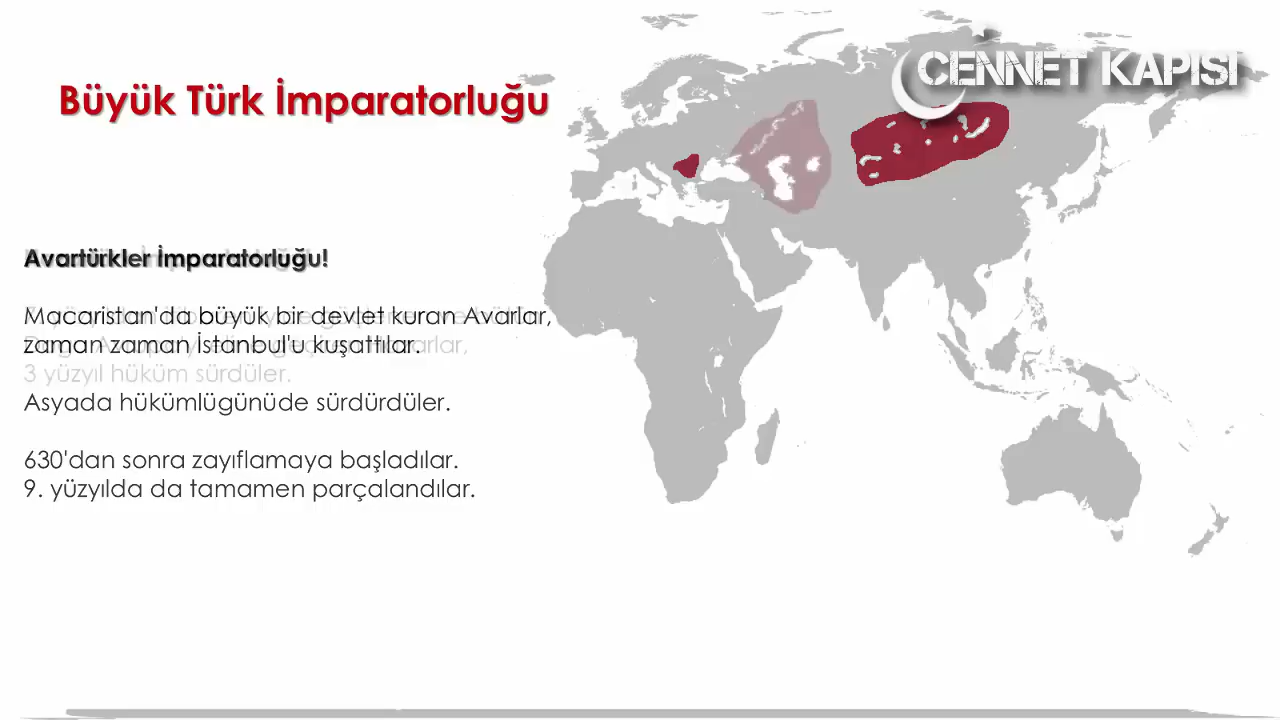 CENNET KAPISI
Büyük Türk İmparatorluğu
Avartürkler İmparatorluğu!
Macaristan'da büyük bir devlet kuran Avarlar,
zaman zaman İstanbul'u kuşattılar.
3 yüzyıl hüküm sürdüler.
Asyada hükümlügünüde sürdürdüler.
630'dan sonra zayıflamaya başladılar.
9. yüzyılda da tamamen parçalandılar.